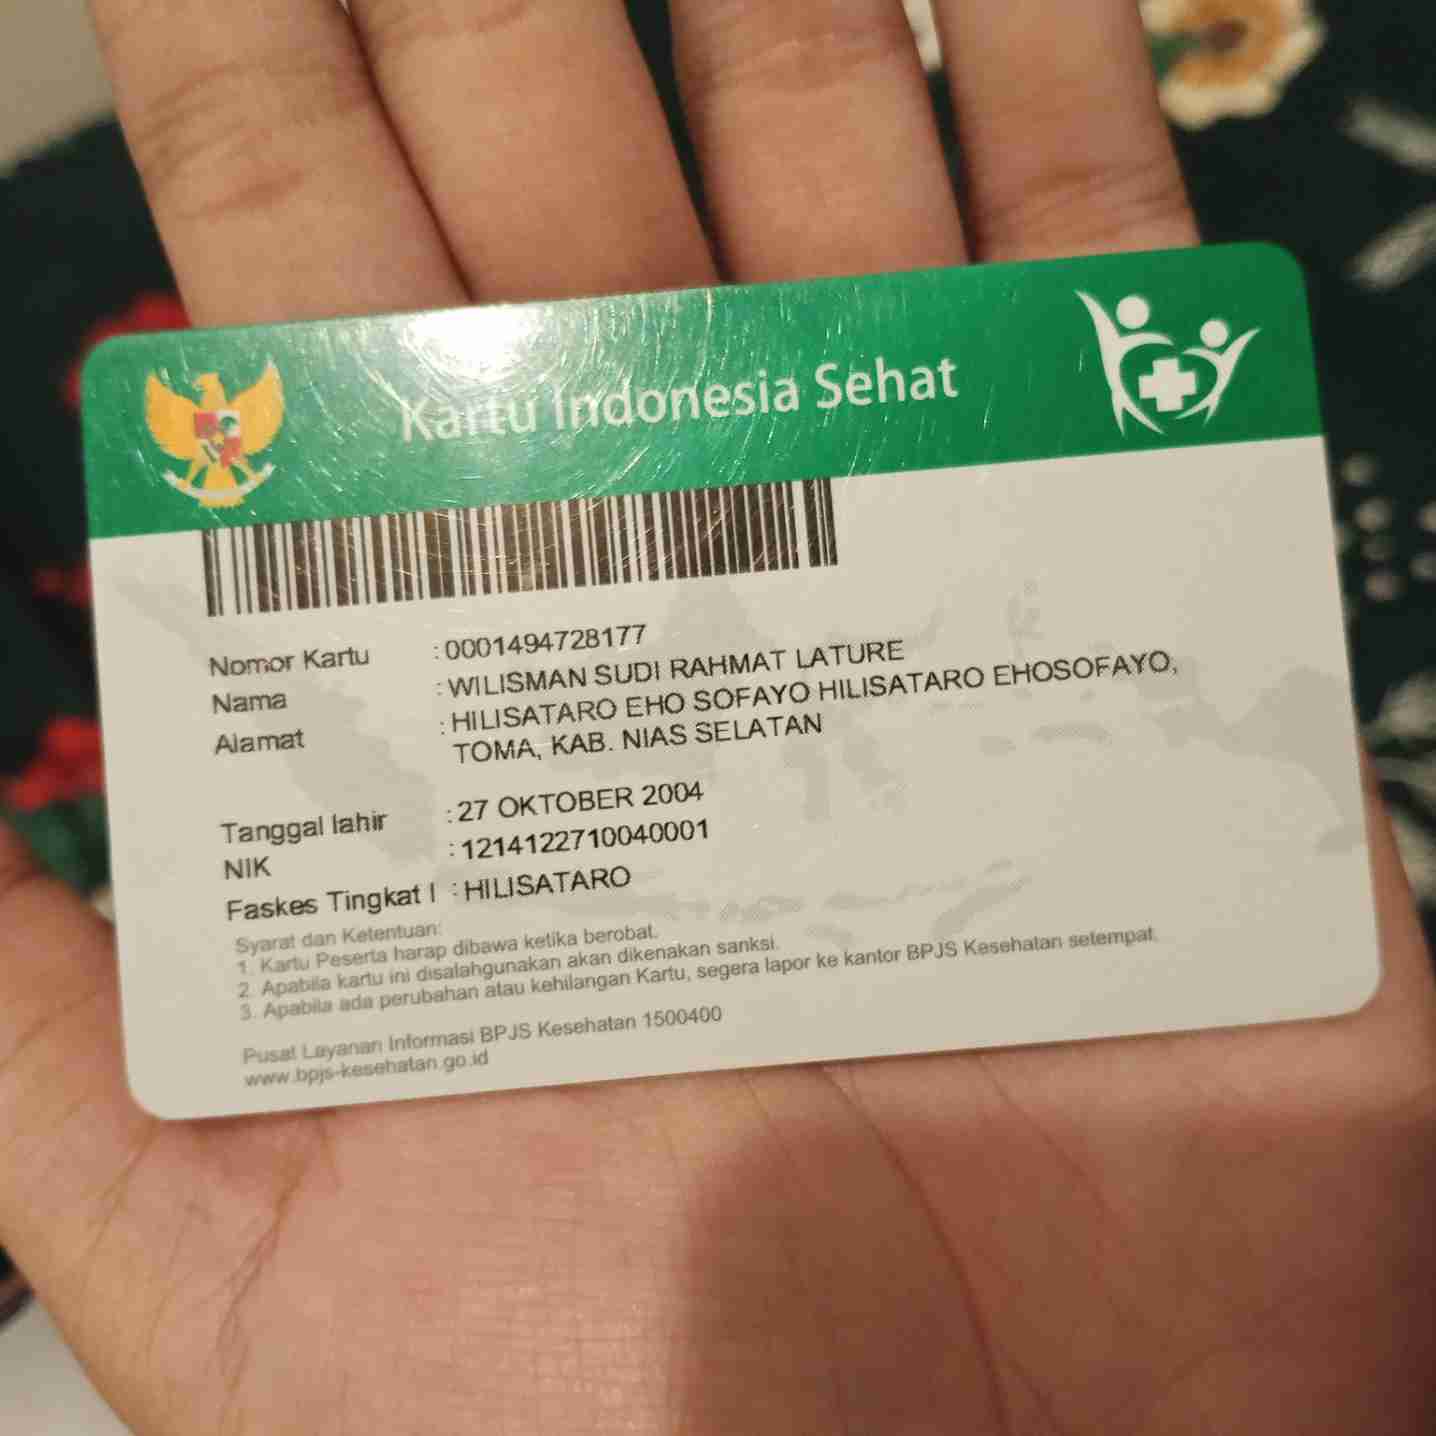 Kartu Indonesia Sehat
Nomor Kartu : 0001494728177
Nama : WILISMAN SUDI RAHMAT LATURE
Alamat : HILISATARO EHO SOFAYO HILISATARO EHOSOFAYO,
TOMA, KAB. NIAS SELATAN
Tanggal lahir : 27 OKTOBER 2004
NIK : 1214122710040001
Faskes Tingkat I : HILISATARO
Syarat dan Ketentuan:
1. Kartu Peserta harap dibawa ketika berobat.
2. Apabila kartu ini disalahgunakan akan dikenakan sanksi.
3. Apabila ada perubahan atau kehilangan Kartu, segera lapor ke kantor BPJS Kesehatan setempat.
Pusat Layanan Informasi BPJS Kesehatan 1500400
www.bpjs-kesehatan.go.id